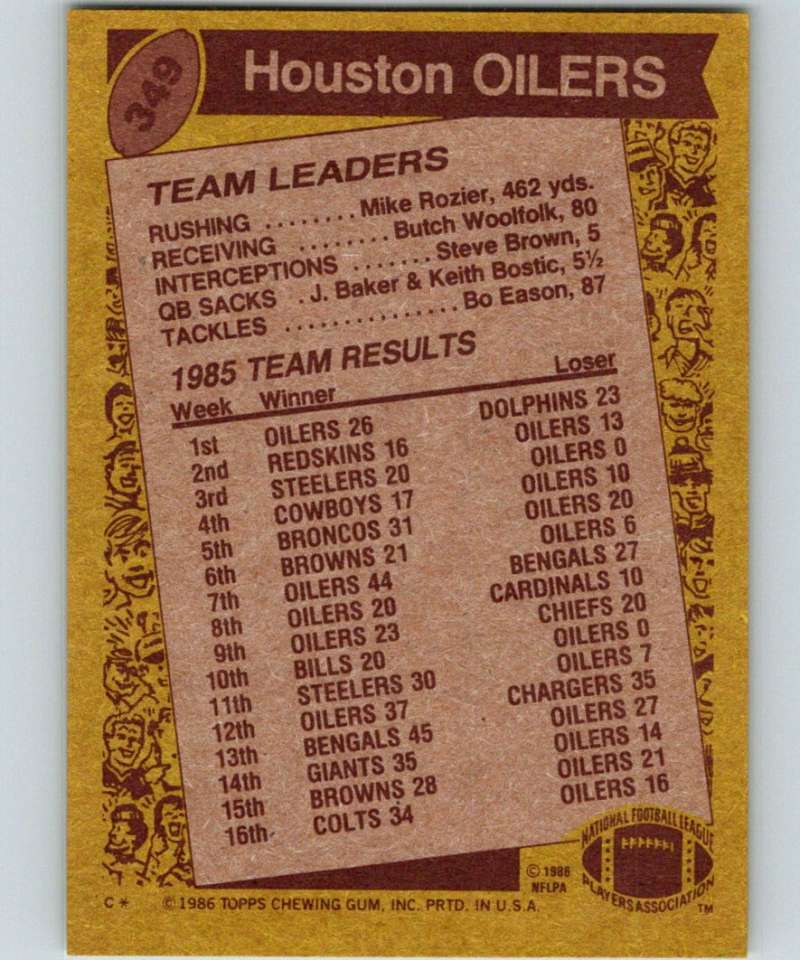 349
Houston OILERS
TEAM LEADERS
RUSHING ........ Mike Rozier, 462 yds.
RECEIVING ........ Butch Woolfolk, 80
INTERCEPTIONS ....... Steve Brown, 5
QB SACKS . J. Baker & Keith Bostic, 5½
TACKLES ............... Bo Eason, 87
1985 TEAM RESULTS
Week Winner Loser
1st OILERS 26 DOLPHINS 23
2nd REDSKINS 16 OILERS 13
3rd STEELERS 20 OILERS 0
4th COWBOYS 17 OILERS 10
5th BRONCOS 31 OILERS 20
6th BROWNS 21 OILERS 6
7th OILERS 44 BENGALS 27
8th OILERS 20 CARDINALS 10
9th OILERS 23 CHIEFS 20
10th BILLS 20 OILERS 0
11th STEELERS 30 OILERS 7
12th OILERS 37 CHARGERS 35
13th BENGALS 45 OILERS 27
14th GIANTS 35 OILERS 14
15th BROWNS 28 OILERS 21
16th COLTS 34 OILERS 16
NATIONAL FOOTBALL LEAGUE
PLAYERS ASSOCIATION
TM
© 1986
NFLPA
C * © 1986 TOPPS CHEWING GUM, INC. PRTD. IN U.S.A.